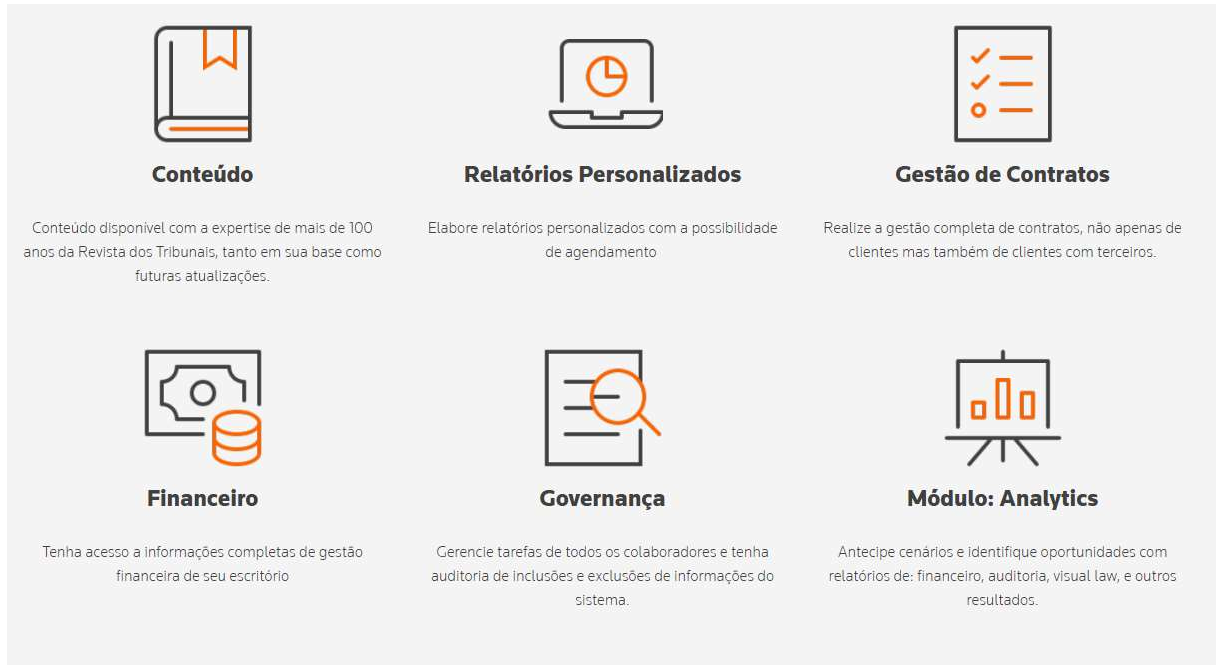 Conteúdo
Conteúdo disponível com a expertise de mais de 100
anos da Revista dos Tribunais, tanto em sua base como
futuras atualizações.
Relatórios Personalizados
Elabore relatórios personalizados com a possibilidade
de agendamento
Gestão de Contratos
Realize a gestão completa de contratos, não apenas de
clientes mas também de clientes com terceiros.
Financeiro
Tenha acesso a informações completas de gestão
financeira de seu escritório
Governança
Gerencie tarefas de todos os colaboradores e tenha
auditoria de inclusões e exclusões de informações do
sistema.
Módulo: Analytics
Antecipe cenários e identifique oportunidades com
relatórios de: financeiro, auditoria, visual law, e outros
resultados.